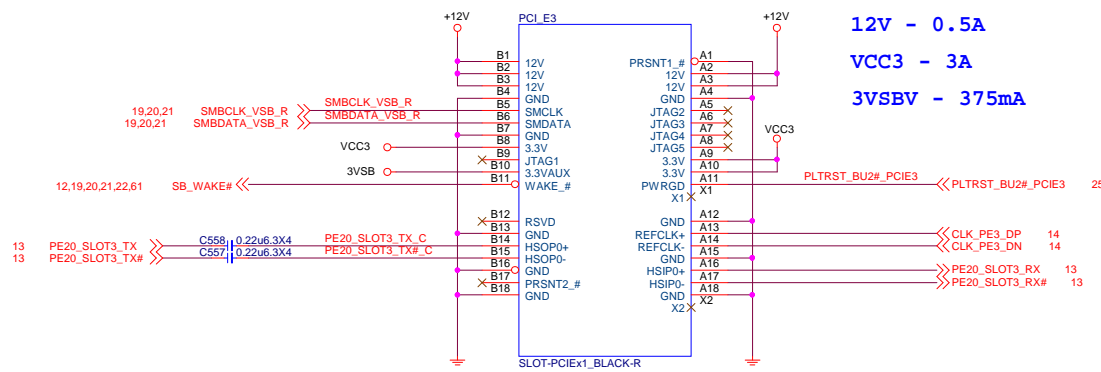 +12V
PCI_E3
+12V
12V - 0.5A
VCC3 - 3A
3VSBV - 375mA
B1 12V PRSNT1_# A1
B2 12V 12V A2
B3 12V 12V A3
B4 GND GND A4
19,20,21 SMBCLK_VSB_R SMBCLK_VSB_R B5 SMCLK JTAG2 A5
19,20,21 SMBDATA_VSB_R SMBDATA_VSB_R B6 SMDATA JTAG3 A6
B7 GND JTAG4 A7
VCC3 B8 3.3V JTAG5 A8 VCC3
B9 JTAG1 3.3V A9
3VSB B10 3.3VAUX 3.3V A10
12,19,20,21,22,61 SB_WAKE# B11 WAKE_# PWRGD A11 PLTRST_BU2#_PCIE3 PLTRST_BU2#_PCIE3 25
X1 X1
B12 RSVD GND A12
B13 GND REFCLK+ A13 CLK_PE3_DP 14
13 PE20_SLOT3_TX C558 0.22u6.3X4 PE20_SLOT3_TX_C B14 HSOP0+ REFCLK- A14 CLK_PE3_DN 14
13 PE20_SLOT3_TX# C557 0.22u6.3X4 PE20_SLOT3_TX#_C B15 HSOP0- GND A15
B16 GND HSIP0+ A16 PE20_SLOT3_RX 13
B17 PRSNT2_# HSIP0- A17 PE20_SLOT3_RX# 13
B18 GND GND A18
X2 X2
SLOT-PCIEx1_BLACK-R